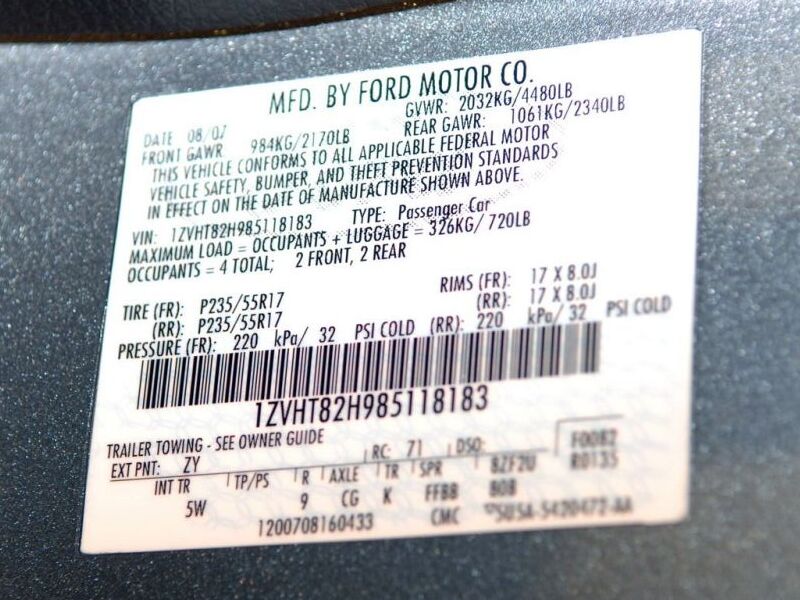 MFD. BY FORD MOTOR CO.
DATE 08/07 GVWR: 2032KG/4480LB
FRONT GAWR 984KG/2170LB REAR GAWR: 1061KG/2340LB
THIS VEHICLE CONFORMS TO ALL APPLICABLE FEDERAL MOTOR
VEHICLE SAFETY, BUMPER, AND THEFT PREVENTION STANDARDS
IN EFFECT ON THE DATE OF MANUFACTURE SHOWN ABOVE.
VIN: 1ZVHT82H985118183 TYPE: Passenger Car
MAXIMUM LOAD = OCCUPANTS + LUGGAGE = 326KG/ 720LB
OCCUPANTS = 4 TOTAL; 2 FRONT, 2 REAR
TIRE (FR): P235/55R17 RIMS (FR): 17 X 8.0J
(RR): P235/55R17 (RR): 17 X 8.0J
PRESSURE (FR): 220 kPa/ 32 PSI COLD (RR): 220 kPa/ 32 PSI COLD
1ZVHT82H985118183
TRAILER TOWING - SEE OWNER GUIDE
EXT PNT: ZY RC: 71 DSO: F0082
R0135
INT TR TP/PS R AXLE TR SPR 8ZF2U
5W 9 CG K FFBB
1200708160433 CMC